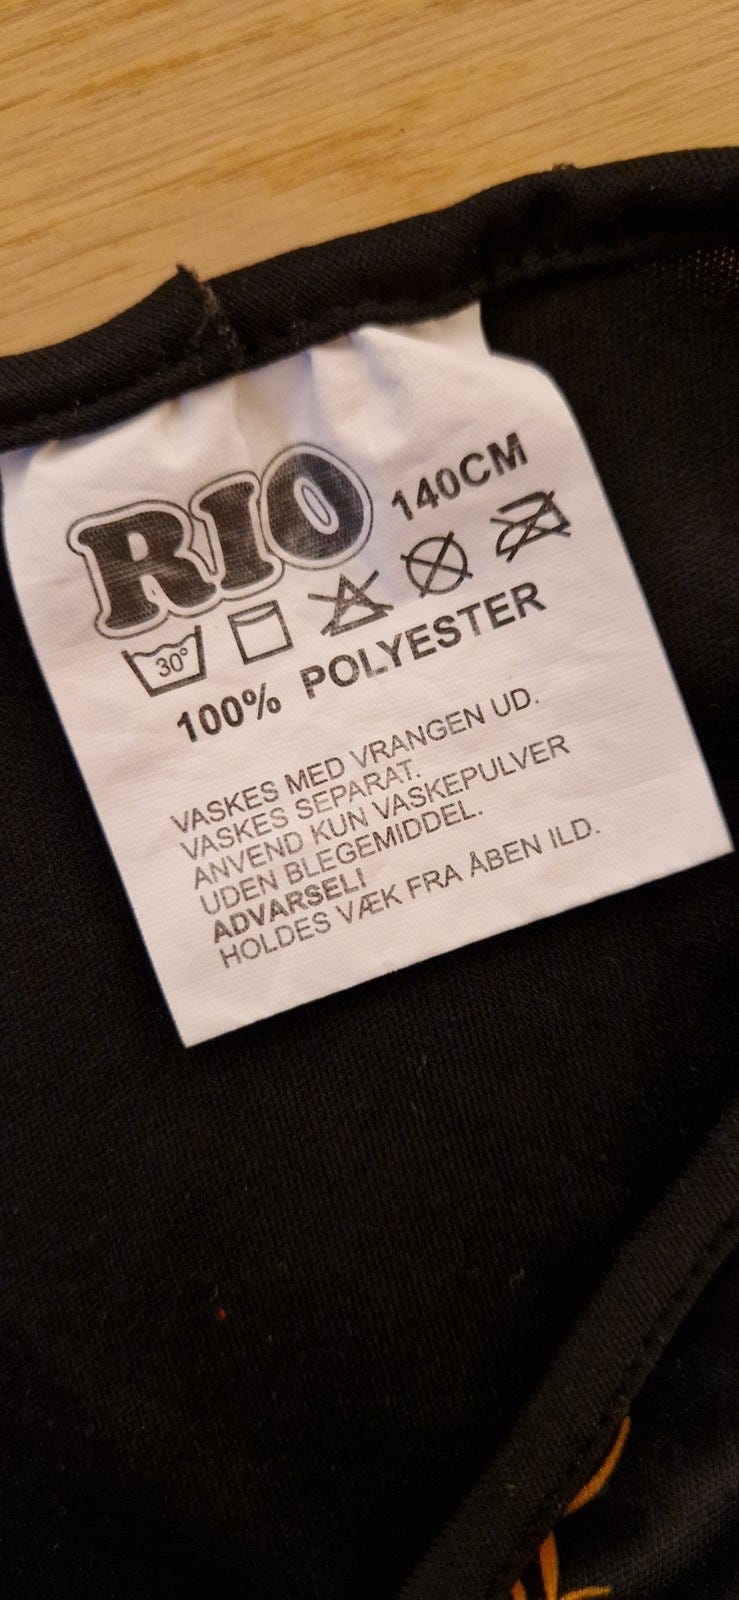 RIO
140CM
30°
100% POLYESTER
VASKES MED VRANGEN UD.
VASKES SEPARAT.
ANVEND KUN VASKEPULVER
UDEN BLEGEMIDDEL.
ADVARSEL!
HOLDES VÆK FRA ÅBEN ILD.